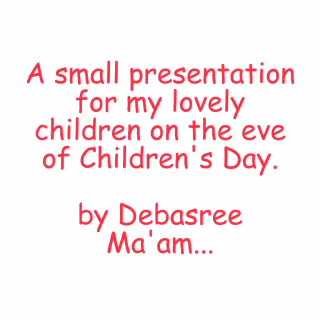 A small presentation
for my lovely
children on the eve
of Children's Day.
by Debasree
Ma'am...